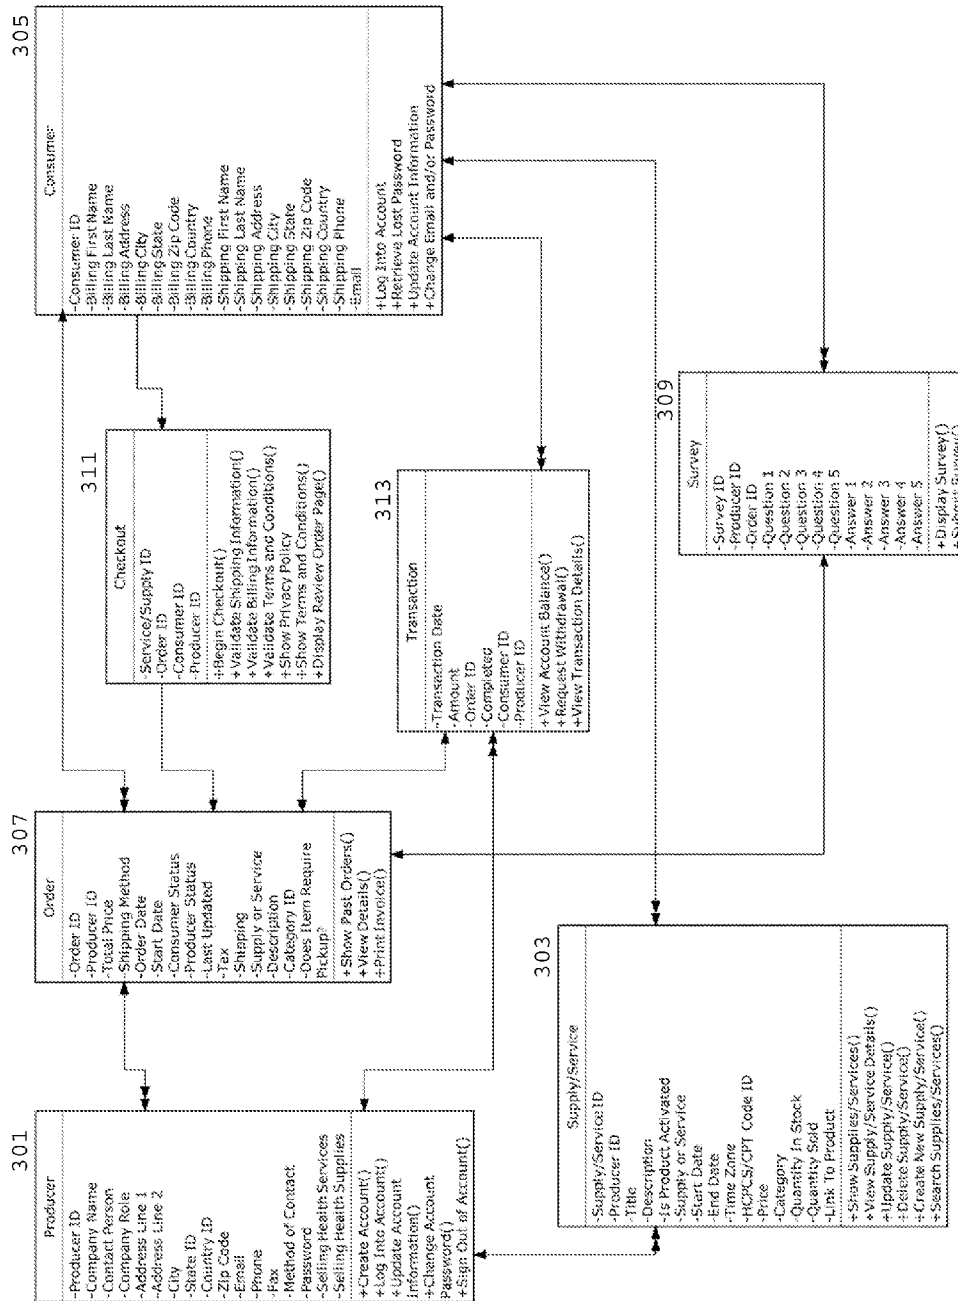 301
Producer
-Producer ID
-Company Name
-Contact Person
-Company Role
-Address Line 1
-Address Line 2
-City
-State ID
-Country ID
-Zip Code
-Email
-Phone
-Fax
-Method of Contact
-Password
-Selling Health Services
-Selling Health Supplies
+Create Account()
+Log Into Account()
+Update Account
Information()
+Change Account
Password()
+Sign Out of Account()
307
Order
-Order ID
-Producer ID
-Total Price
-Shipping Method
-Order Date
-Start Date
-Consumer Status
-Producer Status
-Last Updated
-Tax
-Shipping
-Supply or Service
-Description
-Category ID
-Does Item Require
Pickup?
+Show Past Orders()
+View Details()
+Print Invoice()
311
Checkout
-Service/Supply ID
-Order ID
-Consumer ID
-Producer ID
+Begin Checkout()
+Validate Shipping Information()
+Validate Billing Information()
+Validate Terms and Conditions()
+Show Privacy Policy
+Show Terms and Conditions()
+Display Review Order Page()
305
Consumer
-Consumer ID
-Billing First Name
-Billing Last Name
-Billing Address
-Billing City
-Billing State
-Billing Zip Code
-Billing Country
-Billing Phone
-Shipping First Name
-Shipping Last Name
-Shipping Address
-Shipping City
-Shipping State
-Shipping Zip Code
-Shipping Country
-Shipping Phone
-Email
+Log Into Account
+Retrieve Lost Password
+Update Account Information
+Change Email and/or Password
313
Transaction
-Transaction Date
-Amount
-Order ID
-Completed
-Consumer ID
-Producer ID
+View Account Balance()
+Request Withdrawal()
+View Transaction Details()
303
Supply/Service
-Supply/Service ID
-Producer ID
-Title
-Description
-Is Product Activated
-Supply or Service
-Start Date
-End Date
-Time Zone
-HCPCS/CPT Code ID
-Price
-Category
-Quantity In Stock
-Quantity Sold
-Link To Product
+Show Supplies/Services()
+View Supply/Service Details()
+Update Supply/Service()
+Delete Supply/Service()
+Create New Supply/Service()
+Search Supplies/Services()
309
Survey
-Survey ID
-Producer ID
-Order ID
-Question 1
-Question 2
-Question 3
-Question 4
-Question 5
-Answer 1
-Answer 2
-Answer 3
-Answer 4
-Answer 5
+Display Survey()